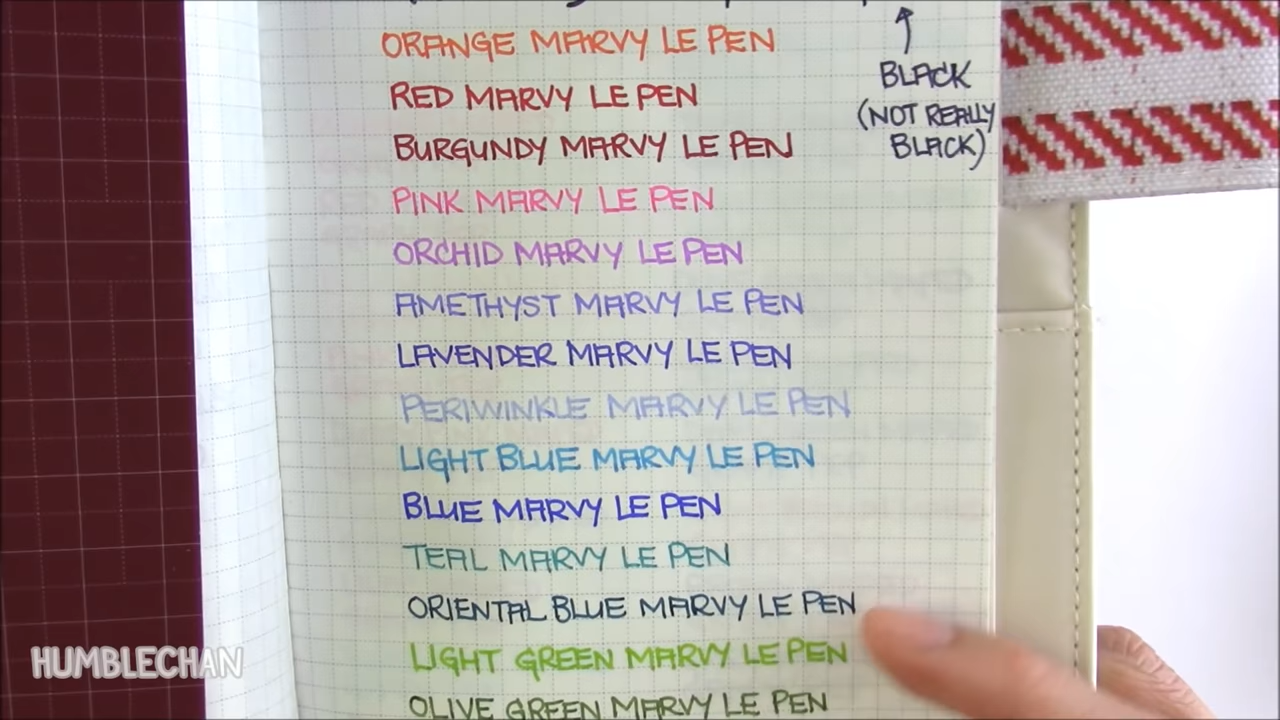 ORANGE MARVY LE PEN
RED MARVY LE PEN
BURGUNDY MARVY LE PEN
PINK MARVY LE PEN
ORCHID MARVY LE PEN
AMETHYST MARVY LE PEN
LAVENDER MARVY LE PEN
PERIWINKLE MARVY LE PEN
LIGHT BLUE MARVY LE PEN
BLUE MARVY LE PEN
TEAL MARVY LE PEN
ORIENTAL BLUE MARVY LE PEN
LIGHT GREEN MARVY LE PEN
OLIVE GREEN MARVY LE PEN
BLACK
(NOT REALLY
BLACK)
HUMBLECHAN